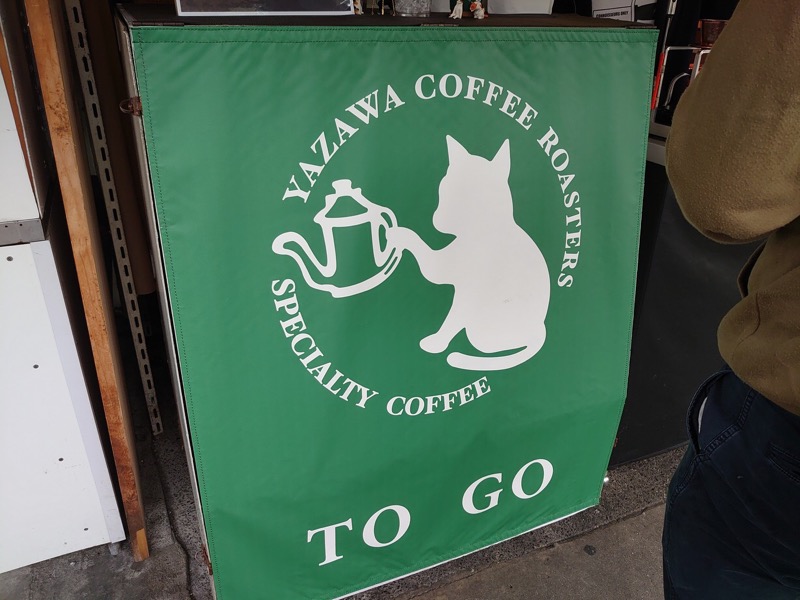 YAZAWA COFFEE ROASTERS
SPECIALTY COFFEE
TO GO